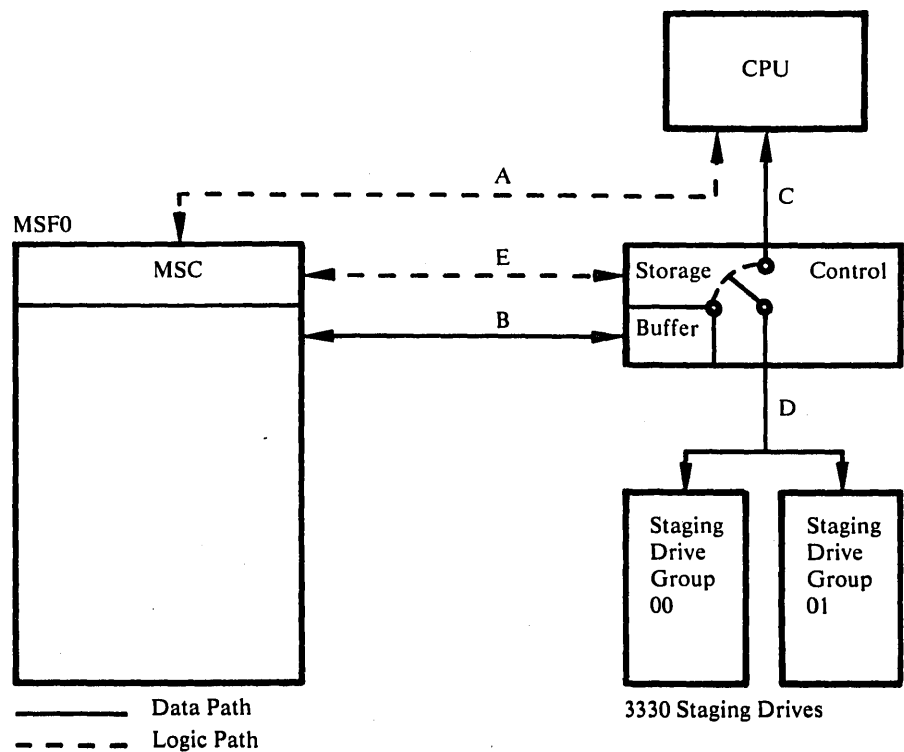 CPU
A
C
MSF0
MSC
E
Storage
Control
B
Buffer
D
Staging
Drive
Group
00
Staging
Drive
Group
01
Data Path
3330 Staging Drives
Logic Path